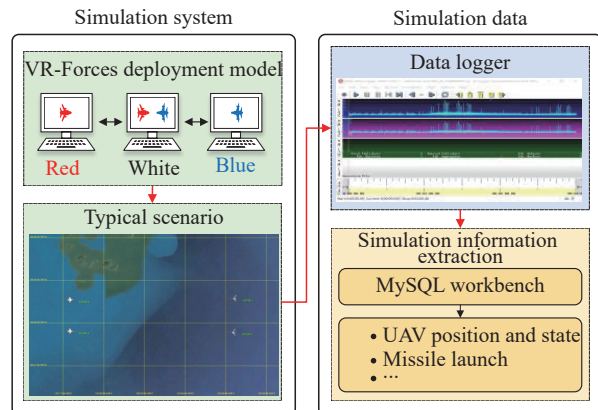 Simulation system
VR-Forces deployment model
Red
White
Blue
Typical scenario
Simulation data
Data logger
Simulation information
extraction
MySQL workbench
• UAV position and state
• Missile launch
• ···